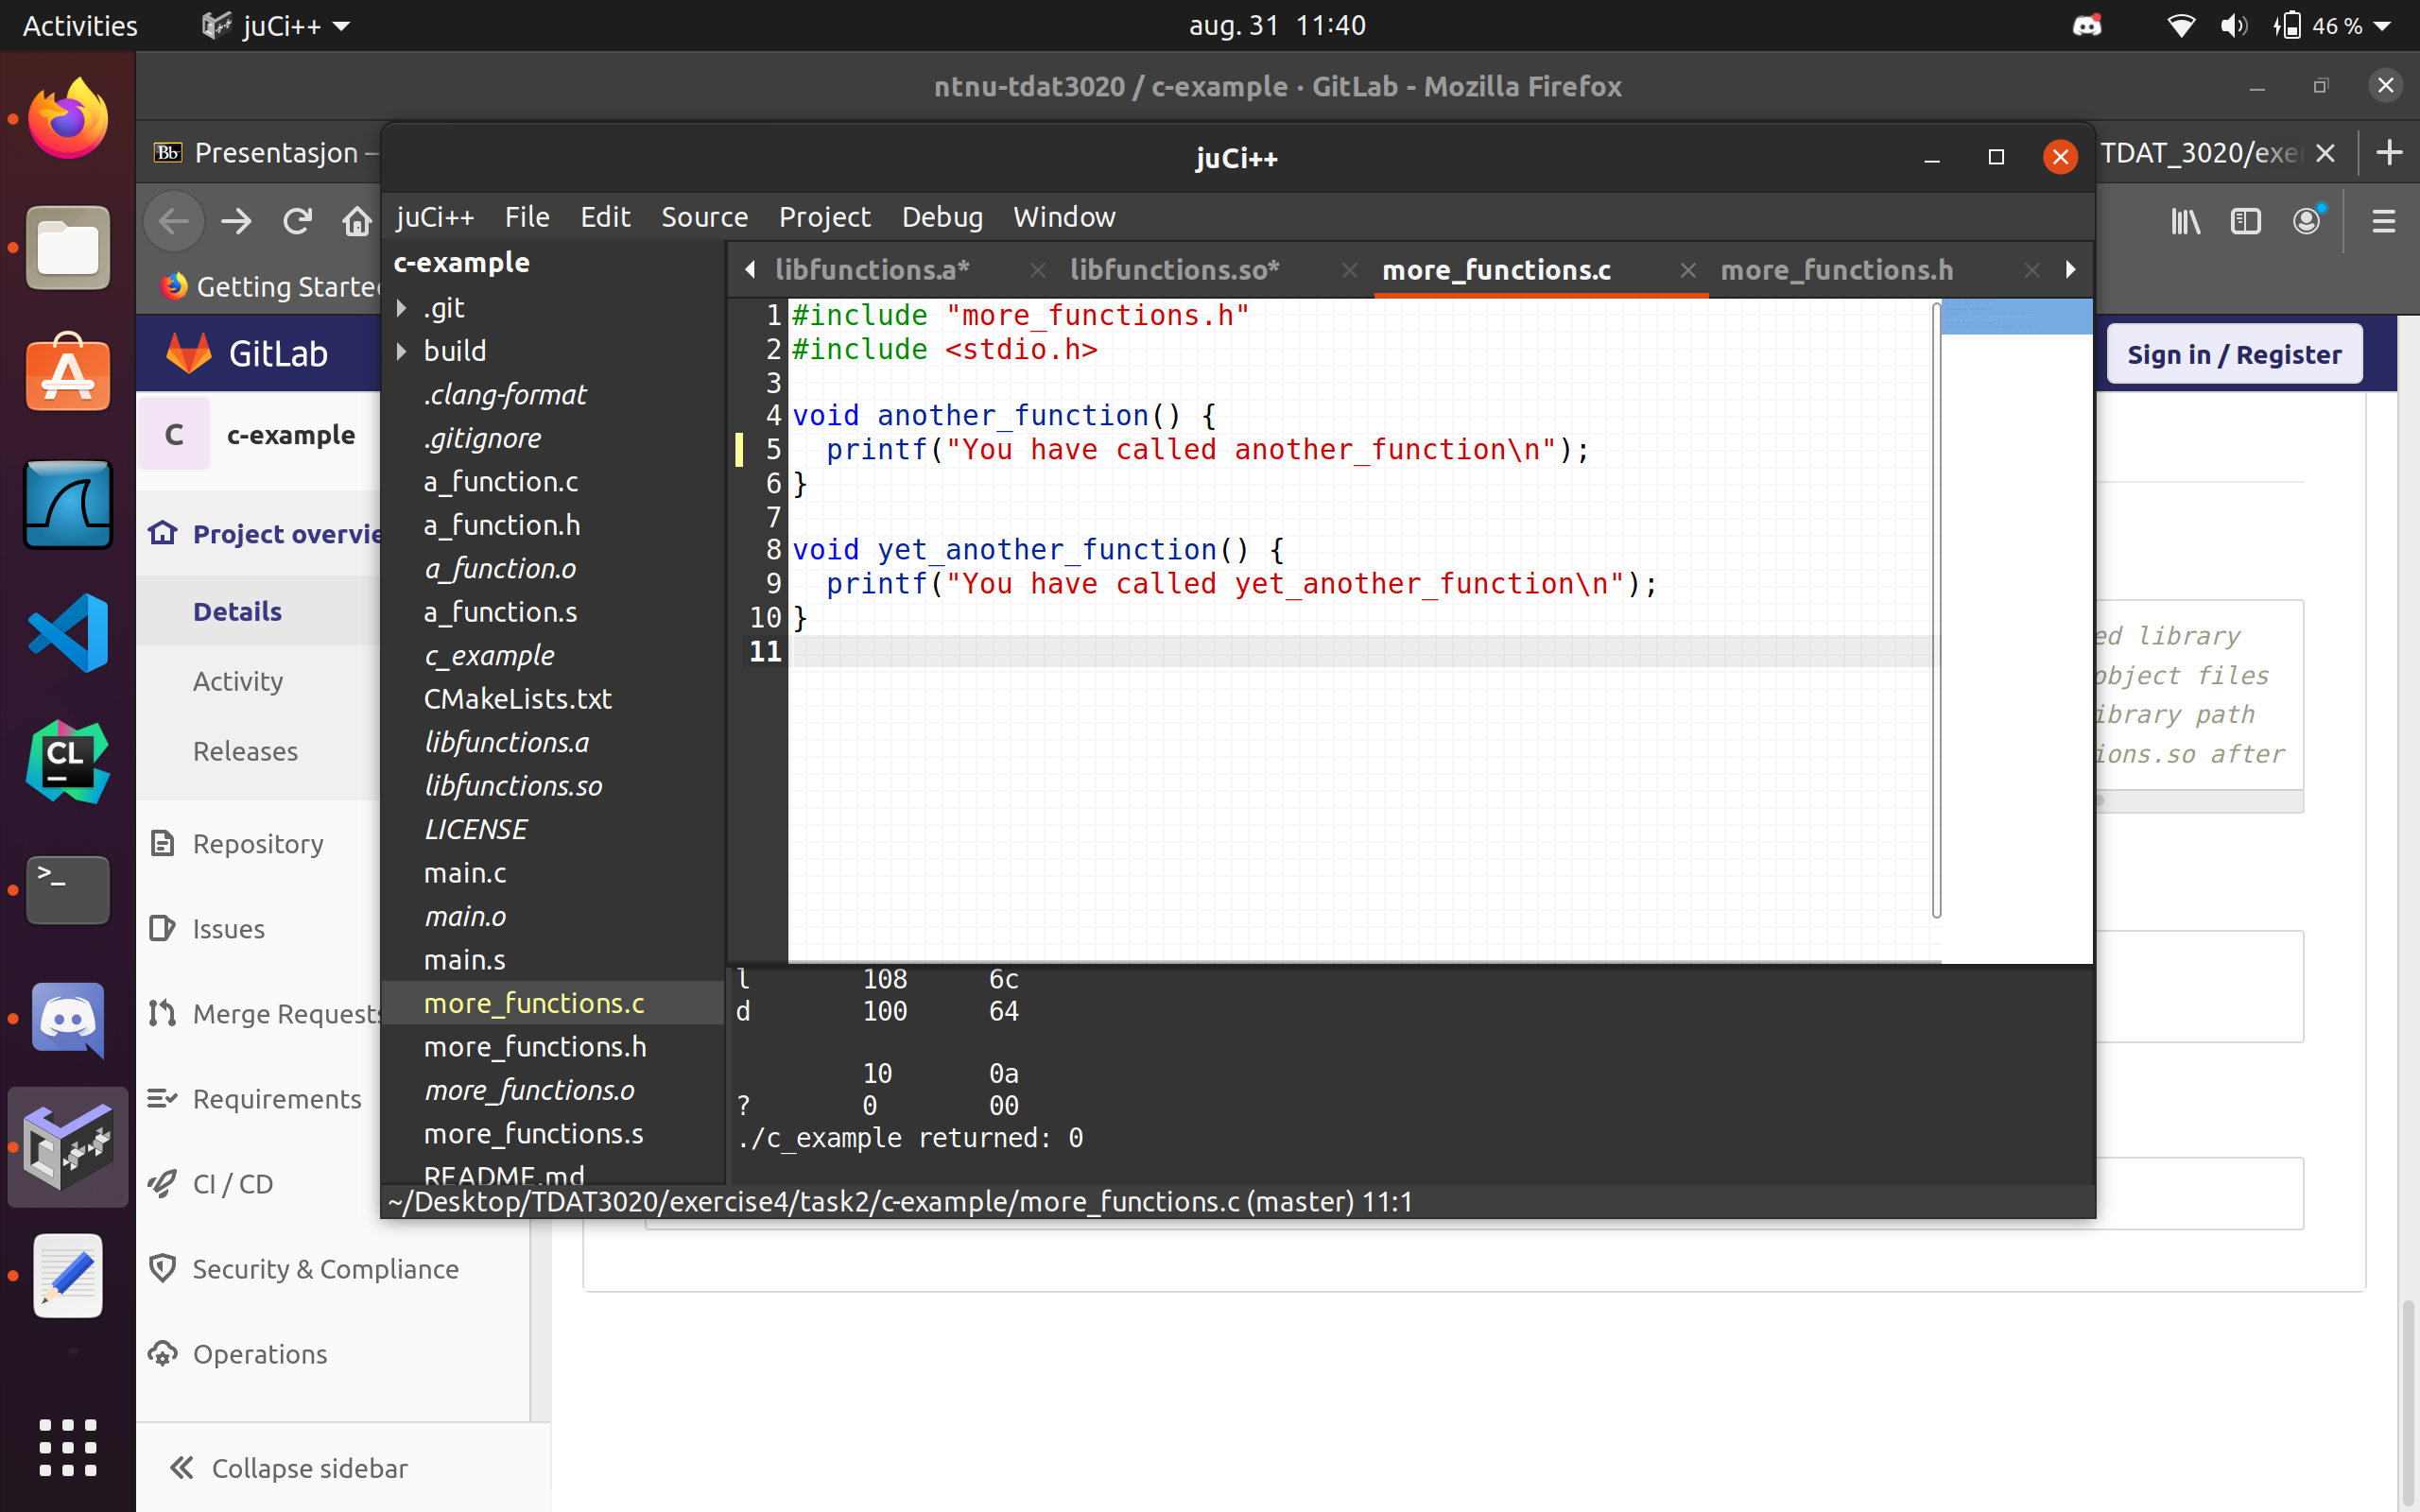 Activities
juCi++
aug. 31 11:40
46 %
ntnu-tdat3020 / c-example · GitLab - Mozilla Firefox
Bb Presentasjon –
TDAT_3020/exe
Getting Starte
juCi++
juCi++ File Edit Source Project Debug Window
c-example
.git
build
.clang-format
.gitignore
a_function.c
a_function.h
a_function.o
a_function.s
c_example
CMakeLists.txt
libfunctions.a
libfunctions.so
LICENSE
main.c
main.o
main.s
more_functions.c
more_functions.h
more_functions.o
more_functions.s
README.md
libfunctions.a* libfunctions.so* more_functions.c more_functions.h
1 #include "more_functions.h"
2 #include <stdio.h>
3
4 void another_function() {
5   printf("You have called another_function\n");
6 }
7
8 void yet_another_function() {
9   printf("You have called yet_another_function\n");
10 }
11
l 108 6c
d 100 64
10 0a
? 0 00
./c_example returned: 0
~/Desktop/TDAT3020/exercise4/task2/c-example/more_functions.c (master) 11:1
GitLab
Sign in / Register
C c-example
Project overvie
Details
Activity
Releases
Repository
Issues
Merge Requests
Requirements
CI / CD
Security & Compliance
Operations
Collapse sidebar
ed library
object files
ibrary path
ions.so after
A
CL
>_